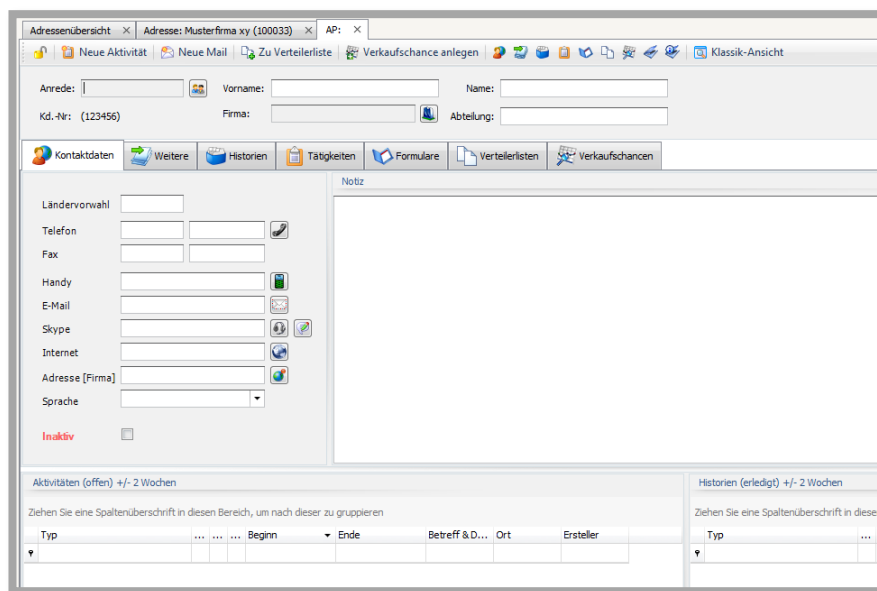 Adressenübersicht × Adresse: Musterfirma xy (100033) × AP: ×
Neue Aktivität Neue Mail Zu Verteilerliste Verkaufschance anlegen Klassik-Ansicht
Anrede: Vorname: Name:
Kd.-Nr: (123456) Firma: Abteilung:
Kontaktdaten Weitere Historien Tätigkeiten Formulare Verteilerlisten Verkaufschancen
Notiz
Ländervorwahl
Telefon
Fax
Handy
E-Mail
Skype
Internet
Adresse [Firma]
Sprache
Inaktiv
Aktivitäten (offen) +/- 2 Wochen Historien (erledigt) +/- 2 Wochen
Ziehen Sie eine Spaltenüberschrift in diesen Bereich, um nach dieser zu gruppieren Ziehen Sie eine Spaltenüberschrift in diese
Typ ... ... ... Beginn Ende Betreff & D... Ort Ersteller Typ ...